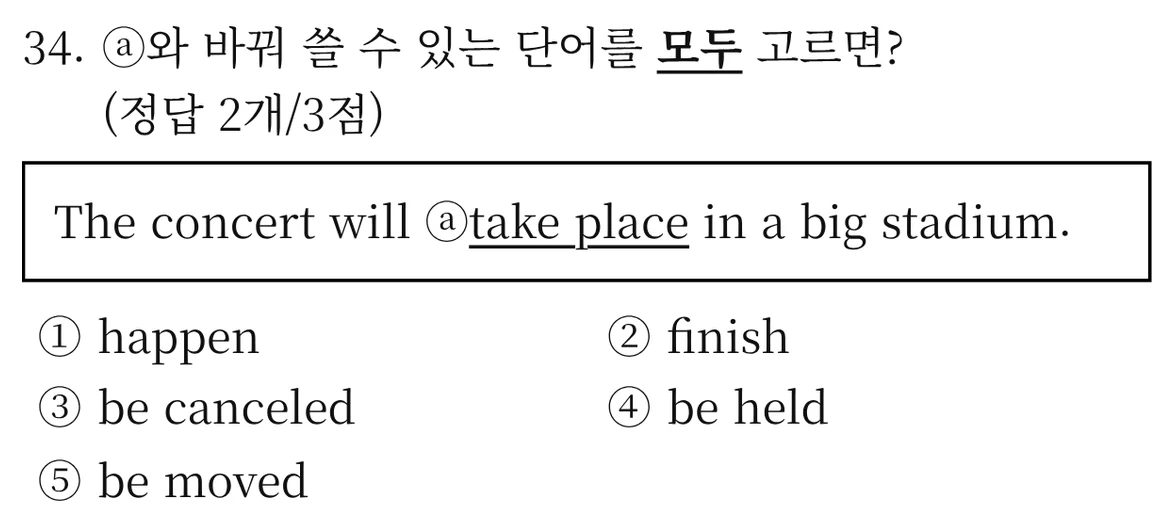 34. ⓐ와 바꿔 쓸 수 있는 단어를 모두 고르면?
(정답 2개/3점)
The concert will ⓐtake place in a big stadium.
① happen ② finish
③ be canceled ④ be held
⑤ be moved